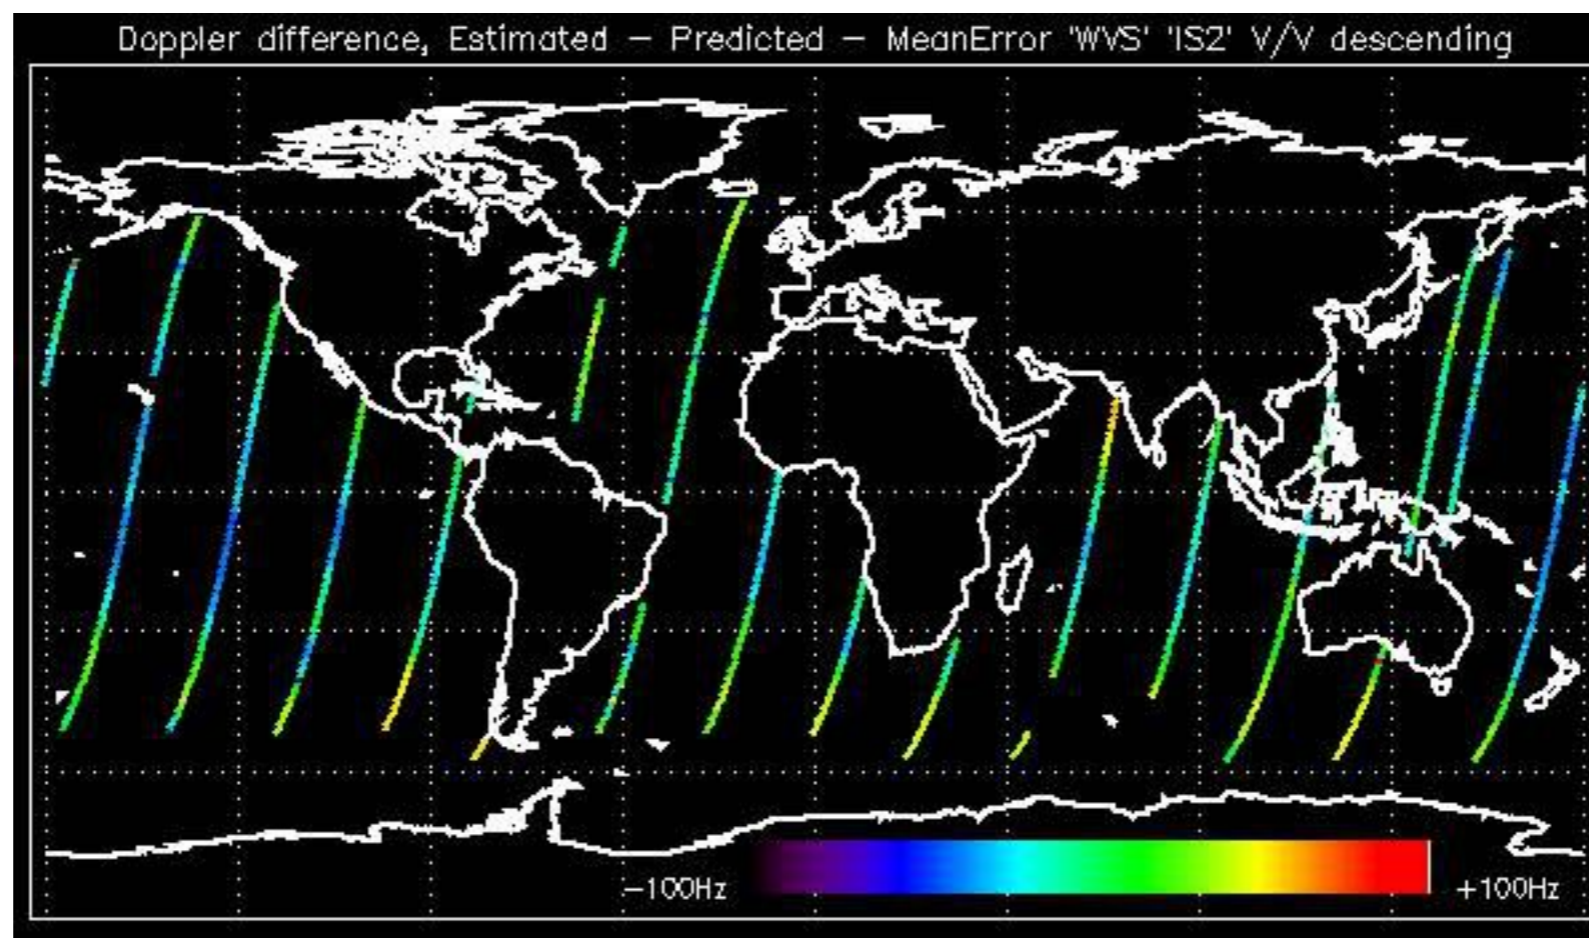 Doppler difference, Estimated – Predicted – MeanError 'WVS' 'IS2' V/V descending
–100Hz
+100Hz